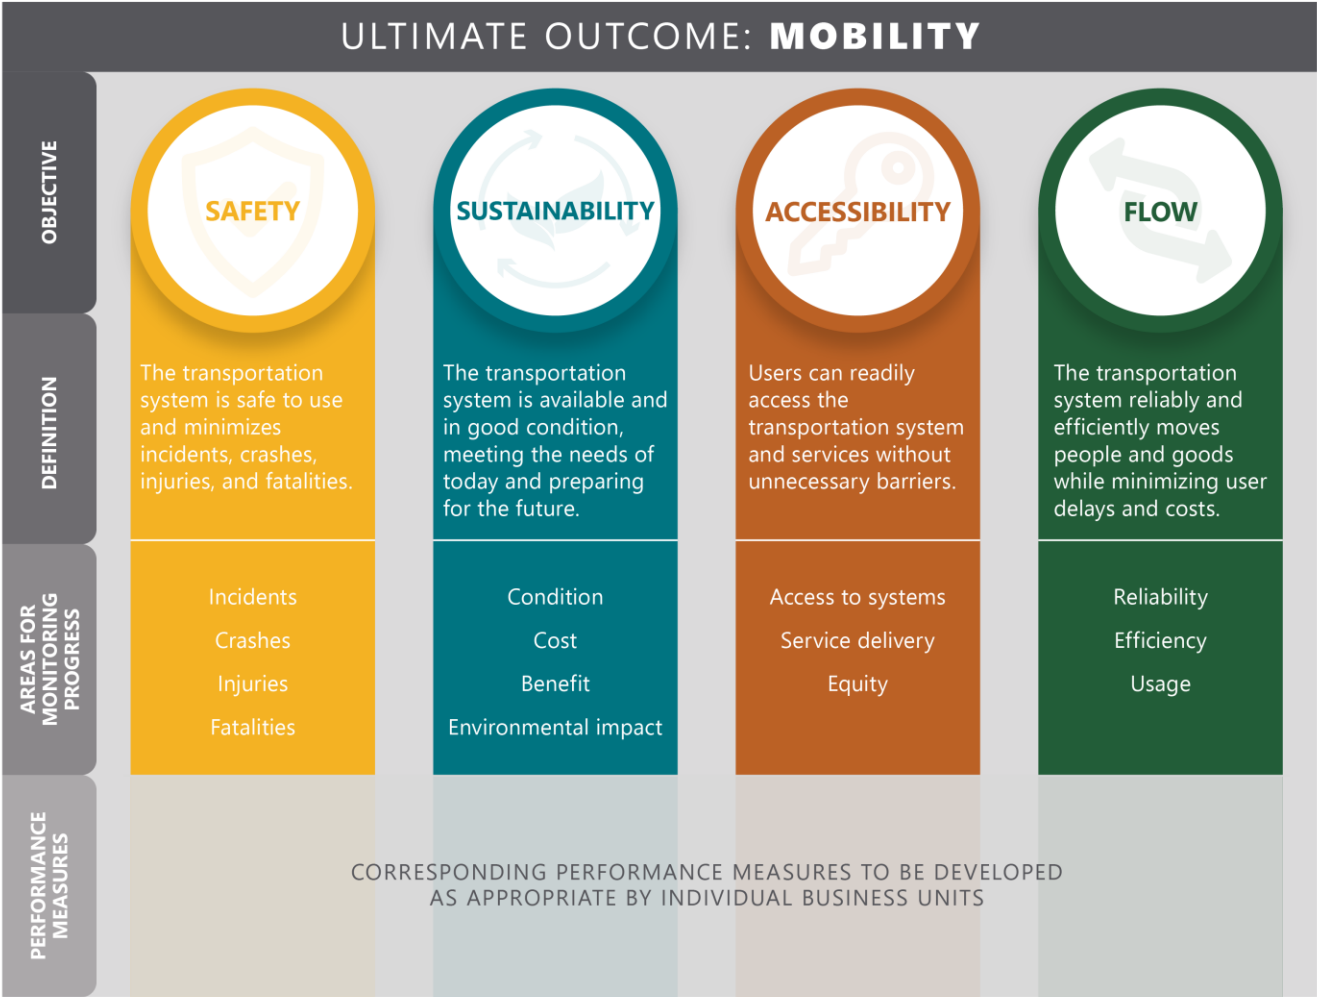 ULTIMATE OUTCOME: MOBILITY
OBJECTIVE
SAFETY
SUSTAINABILITY
ACCESSIBILITY
FLOW
DEFINITION
The transportation
system is safe to use
and minimizes
incidents, crashes,
injuries, and fatalities.
The transportation
system is available and
in good condition,
meeting the needs of
today and preparing
for the future.
Users can readily
access the
transportation system
and services without
unnecessary barriers.
The transportation
system reliably and
efficiently moves
people and goods
while minimizing user
delays and costs.
AREAS FOR
MONITORING
PROGRESS
Incidents
Crashes
Injuries
Fatalities
Condition
Cost
Benefit
Environmental impact
Access to systems
Service delivery
Equity
Reliability
Efficiency
Usage
PERFORMANCE
MEASURES
CORRESPONDING PERFORMANCE MEASURES TO BE DEVELOPED
AS APPROPRIATE BY INDIVIDUAL BUSINESS UNITS